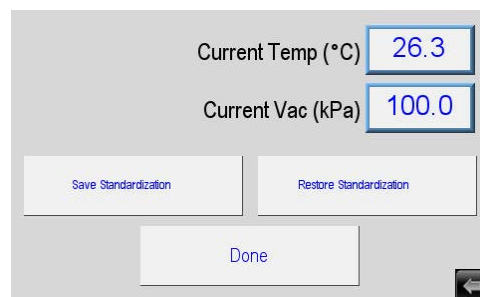 Current Temp (°C) 26.3
Current Vac (kPa) 100.0
Save Standardization Restore Standardization
Done